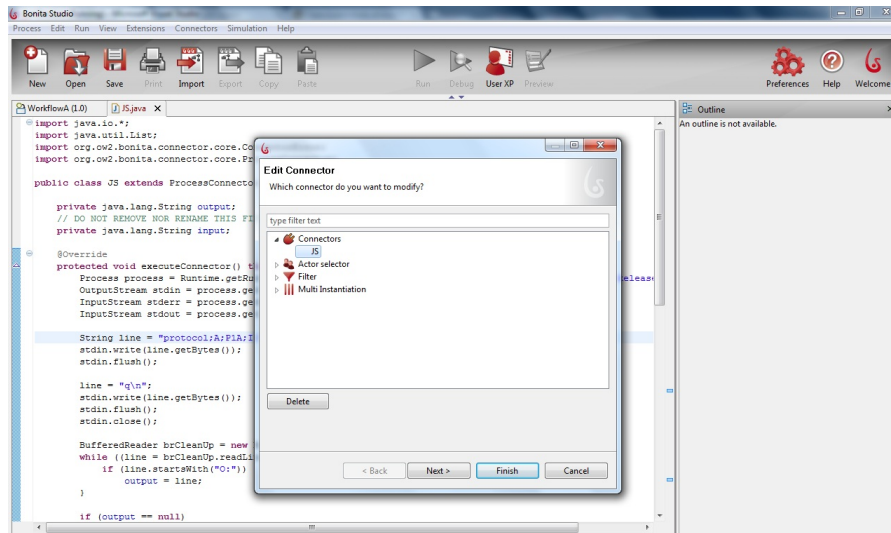 Bonita Studio
Process Edit Run View Extensions Connectors Simulation Help
New Open Save Print Import Export Copy Paste Run Debug User XP Preview Preferences Help Welcome
WorkflowA (1.0) JS.java
Outline
An outline is not available.
import java.io.*;
import java.util.List;
import org.ow2.bonita.connector.core.Co
import org.ow2.bonita.connector.core.Pr
public class JS extends ProcessConnecto
private java.lang.String output;
// DO NOT REMOVE NOR RENAME THIS FI
private java.lang.String input;
@Override
protected void executeConnector() t
Process process = Runtime.getRu
elease
OutputStream stdin = process.ge
InputStream stderr = process.ge
InputStream stdout = process.ge
String line = "protocol;A;P1A;I
stdin.write(line.getBytes());
stdin.flush();
line = "q\n";
stdin.write(line.getBytes());
stdin.flush();
stdin.close();
BufferedReader brCleanUp = new
while ((line = brCleanUp.readLi
if (line.startsWith("O:"))
output = line;
}
if (output == null)
Edit Connector
Which connector do you want to modify?
type filter text
Connectors
JS
Actor selector
Filter
Multi Instantiation
Delete
< Back Next > Finish Cancel